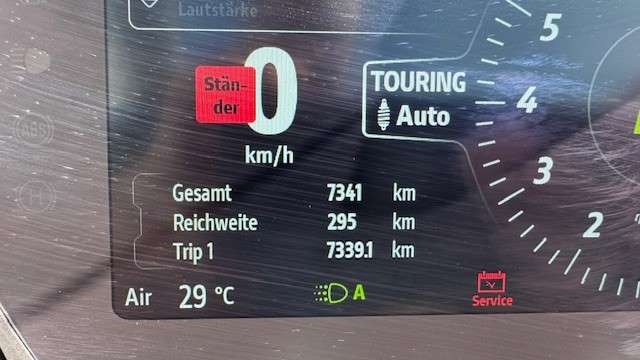 Lautstärke
Stän-
der
0
km/h
TOURING
Auto
5
4
3
2
Gesamt 7341 km
Reichweite 295 km
Trip 1 7339.1 km
Air 29 °C
A
Service
ABS